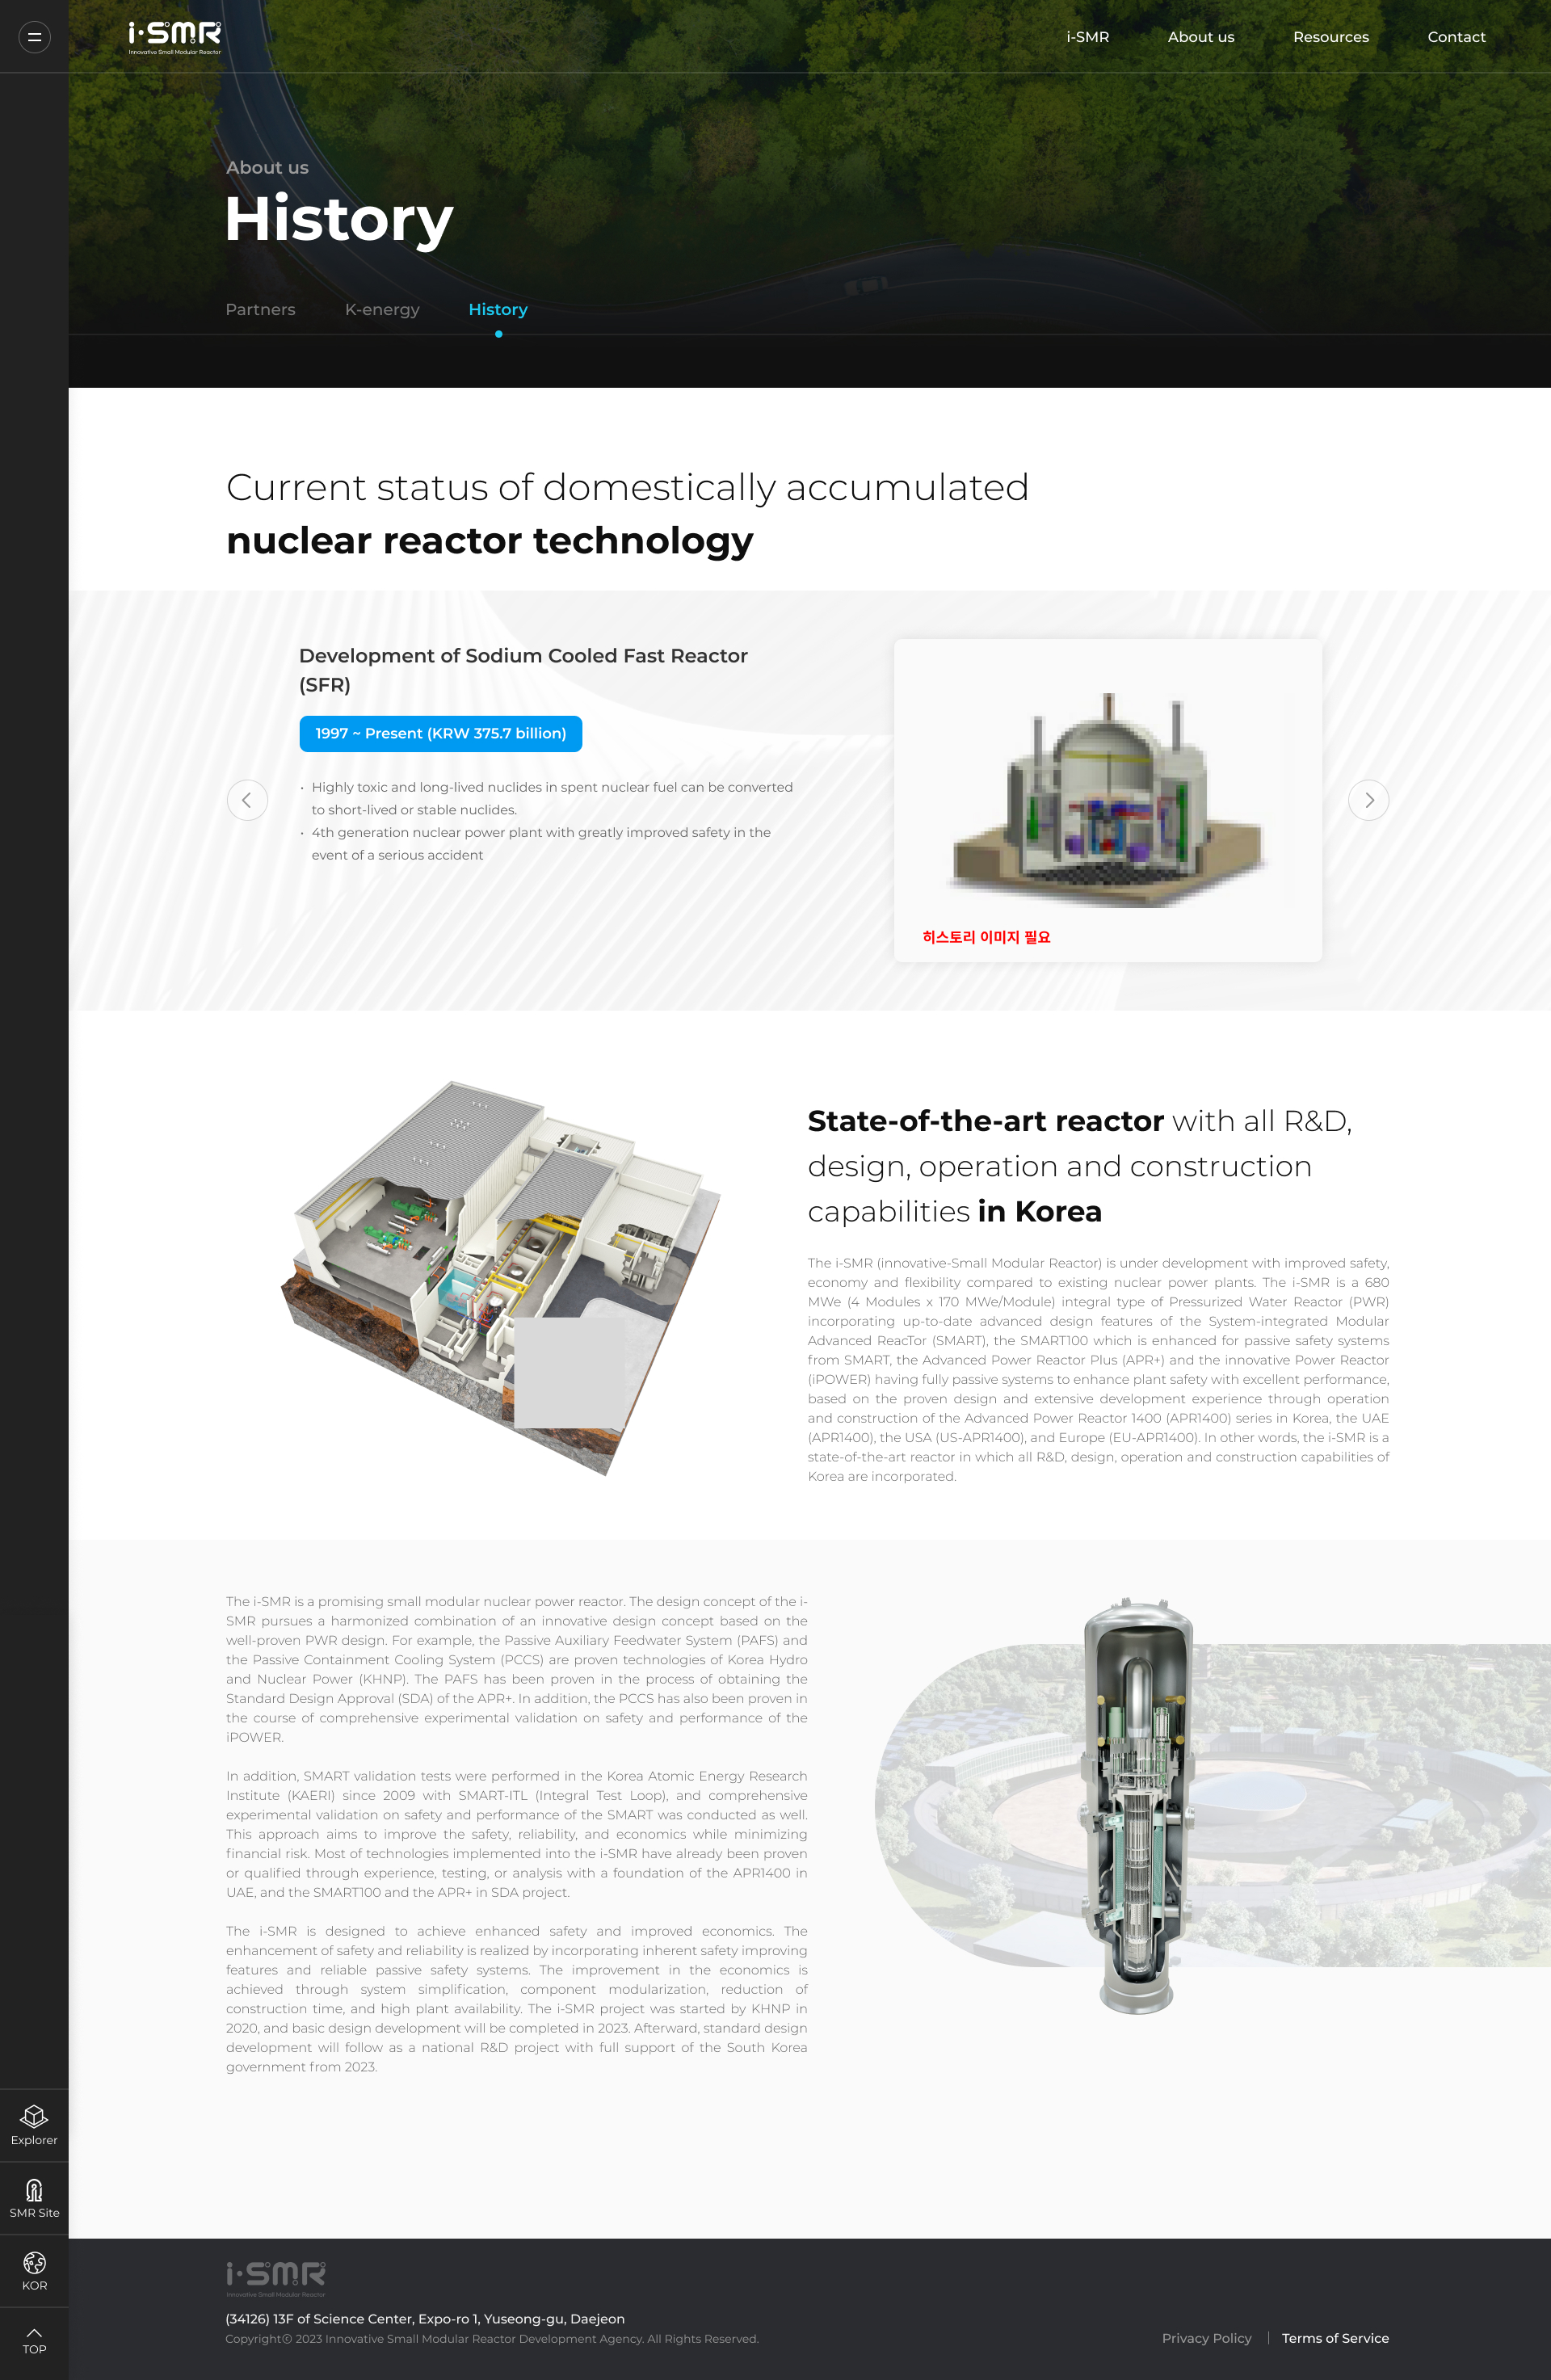 i·SMR
Innovative Small Modular Reactor
i-SMR
About us
Resources
Contact
About us
History
Partners
K-energy
History
Current status of domestically accumulated
nuclear reactor technology
Development of Sodium Cooled Fast Reactor
(SFR)
1997 ~ Present (KRW 375.7 billion)
· Highly toxic and long-lived nuclides in spent nuclear fuel can be converted
to short-lived or stable nuclides.
· 4th generation nuclear power plant with greatly improved safety in the
event of a serious accident
히스토리 이미지 필요
State-of-the-art reactor with all R&D,
design, operation and construction
capabilities in Korea
The i-SMR (innovative-Small Modular Reactor) is under development with improved safety,
economy and flexibility compared to existing nuclear power plants. The i-SMR is a 680
MWe (4 Modules x 170 MWe/Module) integral type of Pressurized Water Reactor (PWR)
incorporating up-to-date advanced design features of the System-integrated Modular
Advanced ReacTor (SMART), the SMART100 which is enhanced for passive safety systems
from SMART, the Advanced Power Reactor Plus (APR+) and the innovative Power Reactor
(iPOWER) having fully passive systems to enhance plant safety with excellent performance,
based on the proven design and extensive development experience through operation
and construction of the Advanced Power Reactor 1400 (APR1400) series in Korea, the UAE
(APR1400), the USA (US-APR1400), and Europe (EU-APR1400). In other words, the i-SMR is a
state-of-the-art reactor in which all R&D, design, operation and construction capabilities of
Korea are incorporated.
The i-SMR is a promising small modular nuclear power reactor. The design concept of the i-
SMR pursues a harmonized combination of an innovative design concept based on the
well-proven PWR design. For example, the Passive Auxiliary Feedwater System (PAFS) and
the Passive Containment Cooling System (PCCS) are proven technologies of Korea Hydro
and Nuclear Power (KHNP). The PAFS has been proven in the process of obtaining the
Standard Design Approval (SDA) of the APR+. In addition, the PCCS has also been proven in
the course of comprehensive experimental validation on safety and performance of the
iPOWER.
In addition, SMART validation tests were performed in the Korea Atomic Energy Research
Institute (KAERI) since 2009 with SMART-ITL (Integral Test Loop), and comprehensive
experimental validation on safety and performance of the SMART was conducted as well.
This approach aims to improve the safety, reliability, and economics while minimizing
financial risk. Most of technologies implemented into the i-SMR have already been proven
or qualified through experience, testing, or analysis with a foundation of the APR1400 in
UAE, and the SMART100 and the APR+ in SDA project.
The i-SMR is designed to achieve enhanced safety and improved economics. The
enhancement of safety and reliability is realized by incorporating inherent safety improving
features and reliable passive safety systems. The improvement in the economics is
achieved through system simplification, component modularization, reduction of
construction time, and high plant availability. The i-SMR project was started by KHNP in
2020, and basic design development will be completed in 2023. Afterward, standard design
development will follow as a national R&D project with full support of the South Korea
government from 2023.
Explorer
SMR Site
KOR
TOP
i·SMR
Innovative Small Modular Reactor
(34126) 13F of Science Center, Expo-ro 1, Yuseong-gu, Daejeon
Copyrightⓒ 2023 Innovative Small Modular Reactor Development Agency. All Rights Reserved.
Privacy Policy
Terms of Service